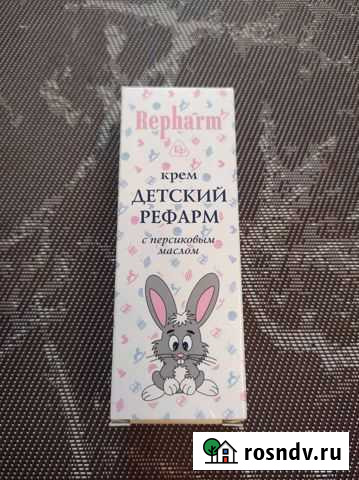 Repharm
крем
ДЕТСКИЙ
РЕФАРМ
с персиковым
маслом
rosndv.ru